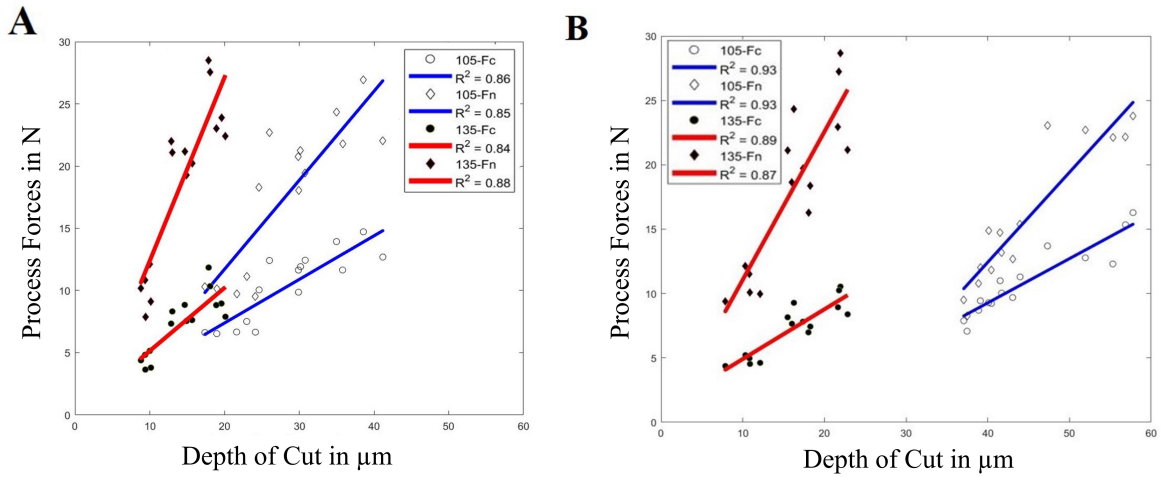 A
B
30
25
20
15
10
5
0
0
10
20
30
40
50
60
Process Forces in N
Depth of Cut in µm
105-Fc
R² = 0.86
105-Fn
R² = 0.85
135-Fc
R² = 0.84
135-Fn
R² = 0.88
30
25
20
15
10
5
0
0
10
20
30
40
50
60
Process Forces in N
Depth of Cut in µm
105-Fc
R² = 0.93
105-Fn
R² = 0.93
135-Fc
R² = 0.89
135-Fn
R² = 0.87